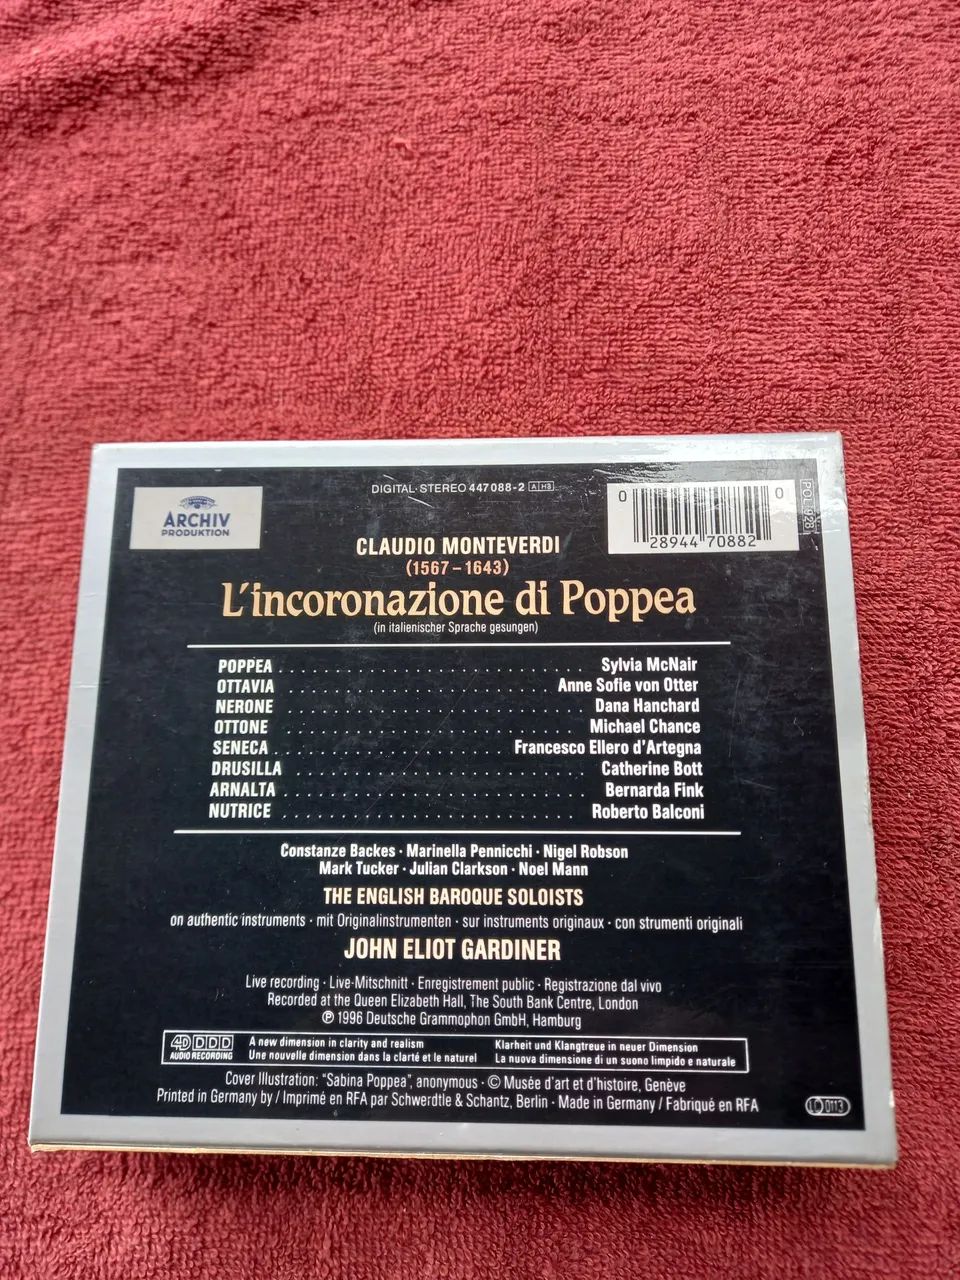 DIGITAL·STEREO 447 088-2 A H3
0 28944 70882 0
ARCHIV
PRODUKTION
CLAUDIO MONTEVERDI
(1567–1643)
L'incoronazione di Poppea
(in italienischer Sprache gesungen)
POPPEA Sylvia McNair
OTTAVIA Anne Sofie von Otter
NERONE Dana Hanchard
OTTONE Michael Chance
SENECA Francesco Ellero d'Artegna
DRUSILLA Catherine Bott
ARNALTA Bernarda Fink
NUTRICE Roberto Balconi
Constanze Backes · Marinella Pennicchi · Nigel Robson
Mark Tucker · Julian Clarkson · Noel Mann
THE ENGLISH BAROQUE SOLOISTS
on authentic instruments · mit Originalinstrumenten · sur instruments originaux · con strumenti originali
JOHN ELIOT GARDINER
Live recording · Live-Mitschnitt · Enregistrement public · Registrazione dal vivo
Recorded at the Queen Elizabeth Hall, The South Bank Centre, London
℗ 1996 Deutsche Grammophon GmbH, Hamburg
4D DDD
AUDIO RECORDING
A new dimension in clarity and realism
Une nouvelle dimension dans la clarté et le naturel
Klarheit und Klangtreue in neuer Dimension
La nuova dimensione di un suono limpido e naturale
Cover Illustration: "Sabina Poppea", anonymous · © Musée d'art et d'histoire, Genève
Printed in Germany by / Imprimé en RFA par Schwerdtle & Schantz, Berlin · Made in Germany / Fabriqué en RFA
LC 0113